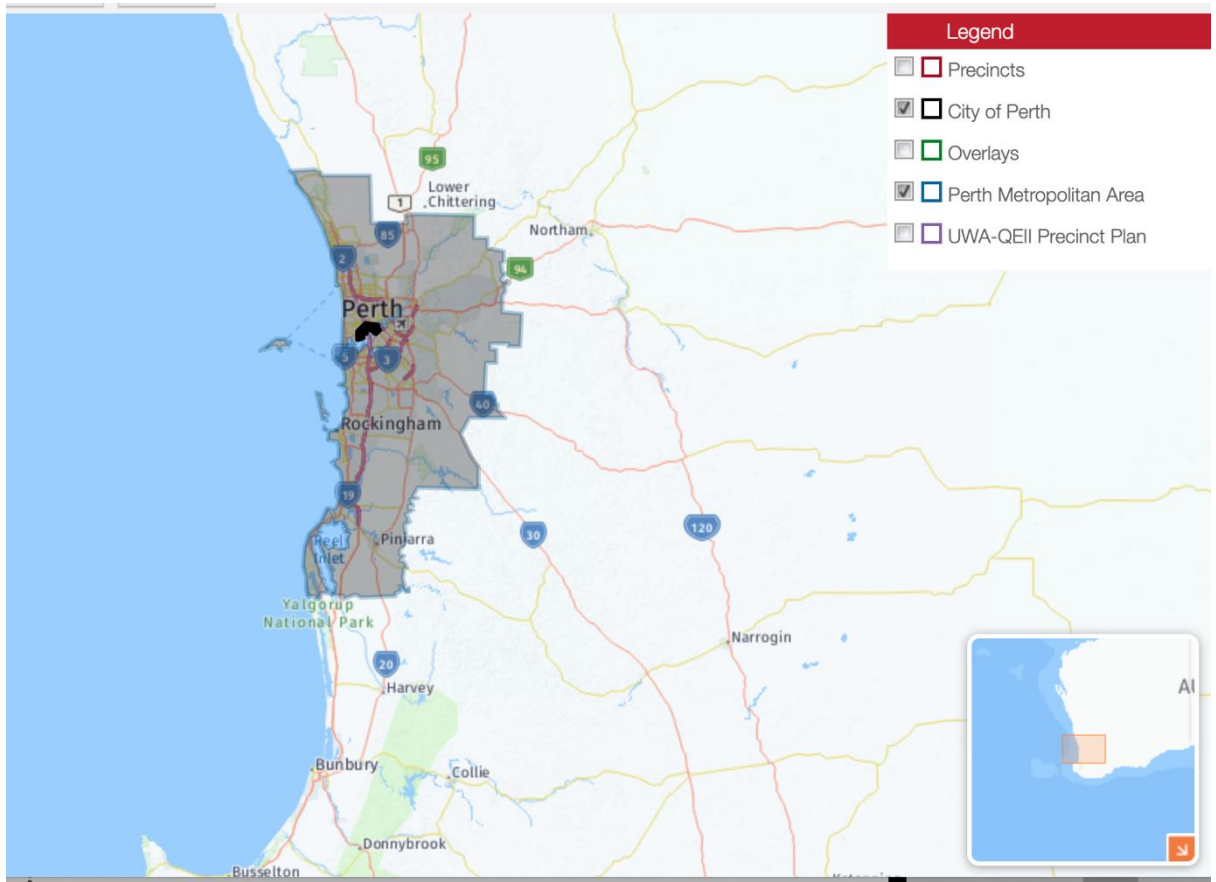 Legend
Precincts
City of Perth
Overlays
Perth Metropolitan Area
UWA-QEII Precinct Plan
95
Lower
Chittering
1
85
Northam
2
94
Perth
5
3
40
Rockingham
19
Peel
Inlet
Pinjarra
30
120
Yalgorup
National Park
Narrogin
20
Harvey
Bunbury
Collie
Donnybrook
Busselton
AU